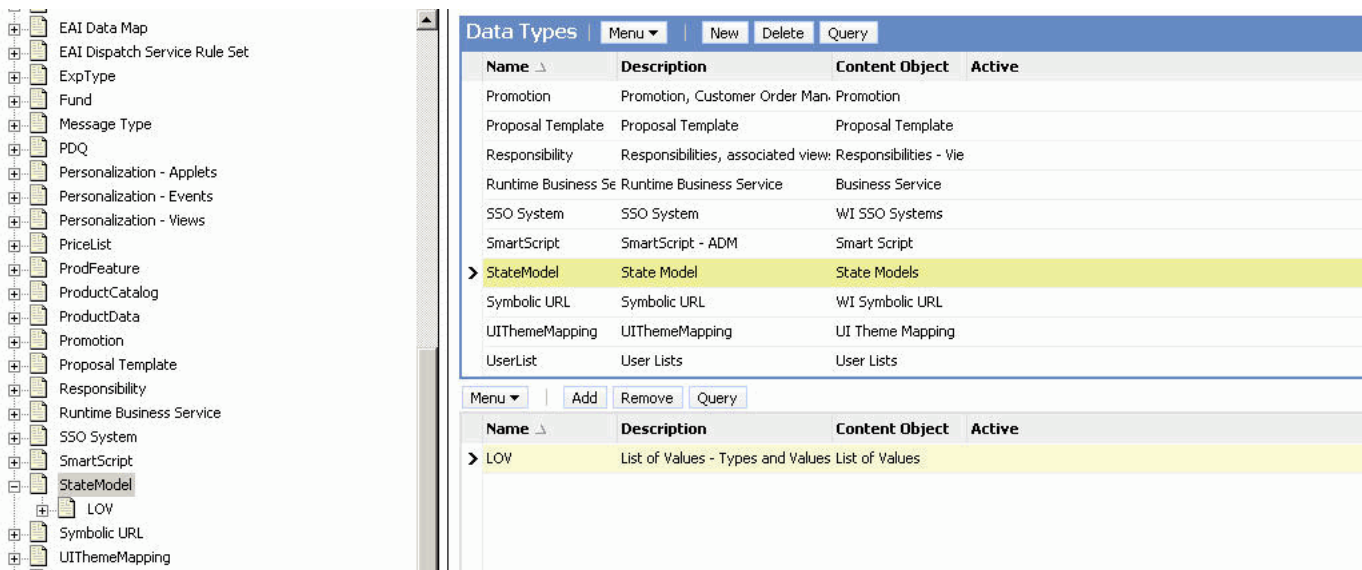 EAI Data Map
EAI Dispatch Service Rule Set
ExpType
Fund
Message Type
PDQ
Personalization - Applets
Personalization - Events
Personalization - Views
PriceList
ProdFeature
ProductCatalog
ProductData
Promotion
Proposal Template
Responsibility
Runtime Business Service
SSO System
SmartScript
StateModel
LOV
Symbolic URL
UIThemeMapping
Data Types Menu New Delete Query
Name Description Content Object Active
Promotion Promotion, Customer Order Man Promotion
Proposal Template Proposal Template Proposal Template
Responsibility Responsibilities, associated view Responsibilities - Vie
Runtime Business Se Runtime Business Service Business Service
SSO System SSO System WI SSO Systems
SmartScript SmartScript - ADM Smart Script
StateModel State Model State Models
Symbolic URL Symbolic URL WI Symbolic URL
UIThemeMapping UIThemeMapping UI Theme Mapping
UserList User Lists User Lists
Menu Add Remove Query
Name Description Content Object Active
LOV List of Values - Types and Values List of Values